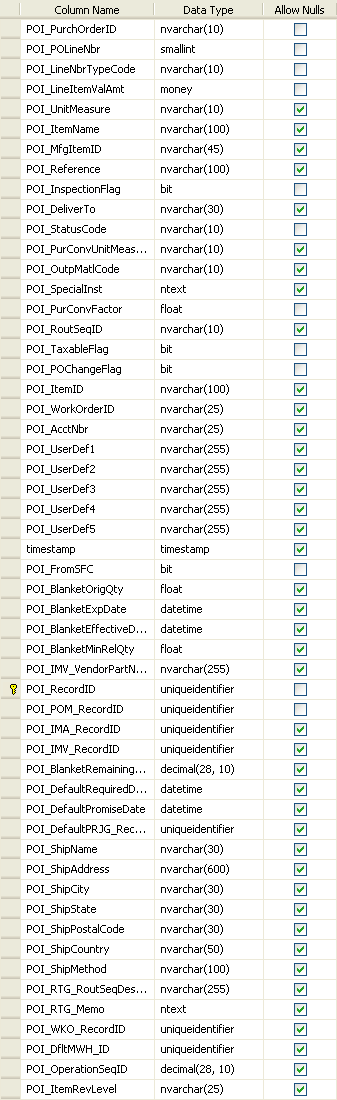 Column Name Data Type Allow Nulls
POI_PurchOrderID nvarchar(10)
POI_POLineNbr smallint
POI_LineNbrTypeCode nvarchar(10)
POI_LineItemValAmt money
POI_UnitMeasure nvarchar(10)
POI_ItemName nvarchar(100)
POI_MfgItemID nvarchar(45)
POI_Reference nvarchar(100)
POI_InspectionFlag bit
POI_DeliverTo nvarchar(30)
POI_StatusCode nvarchar(10)
POI_PurConvUnitMeas... nvarchar(10)
POI_OutpMatlCode nvarchar(10)
POI_SpecialInst ntext
POI_PurConvFactor float
POI_RoutSeqID nvarchar(10)
POI_TaxableFlag bit
POI_POChangeFlag bit
POI_ItemID nvarchar(100)
POI_WorkOrderID nvarchar(25)
POI_AcctNbr nvarchar(25)
POI_UserDef1 nvarchar(255)
POI_UserDef2 nvarchar(255)
POI_UserDef3 nvarchar(255)
POI_UserDef4 nvarchar(255)
POI_UserDef5 nvarchar(255)
timestamp timestamp
POI_FromSFC bit
POI_BlanketOrigQty float
POI_BlanketExpDate datetime
POI_BlanketEffectiveD... datetime
POI_BlanketMinRelQty float
POI_IMV_VendorPartN... nvarchar(255)
POI_RecordID uniqueidentifier
POI_POM_RecordID uniqueidentifier
POI_IMA_RecordID uniqueidentifier
POI_IMV_RecordID uniqueidentifier
POI_BlanketRemaining... decimal(28, 10)
POI_DefaultRequiredD... datetime
POI_DefaultPromiseDate datetime
POI_DefaultPRJG_Rec... uniqueidentifier
POI_ShipName nvarchar(30)
POI_ShipAddress nvarchar(600)
POI_ShipCity nvarchar(30)
POI_ShipState nvarchar(30)
POI_ShipPostalCode nvarchar(30)
POI_ShipCountry nvarchar(50)
POI_ShipMethod nvarchar(100)
POI_RTG_RoutSeqDes... nvarchar(255)
POI_RTG_Memo ntext
POI_WKO_RecordID uniqueidentifier
POI_DfltMWH_ID uniqueidentifier
POI_OperationSeqID decimal(28, 10)
POI_ItemRevLevel nvarchar(25)